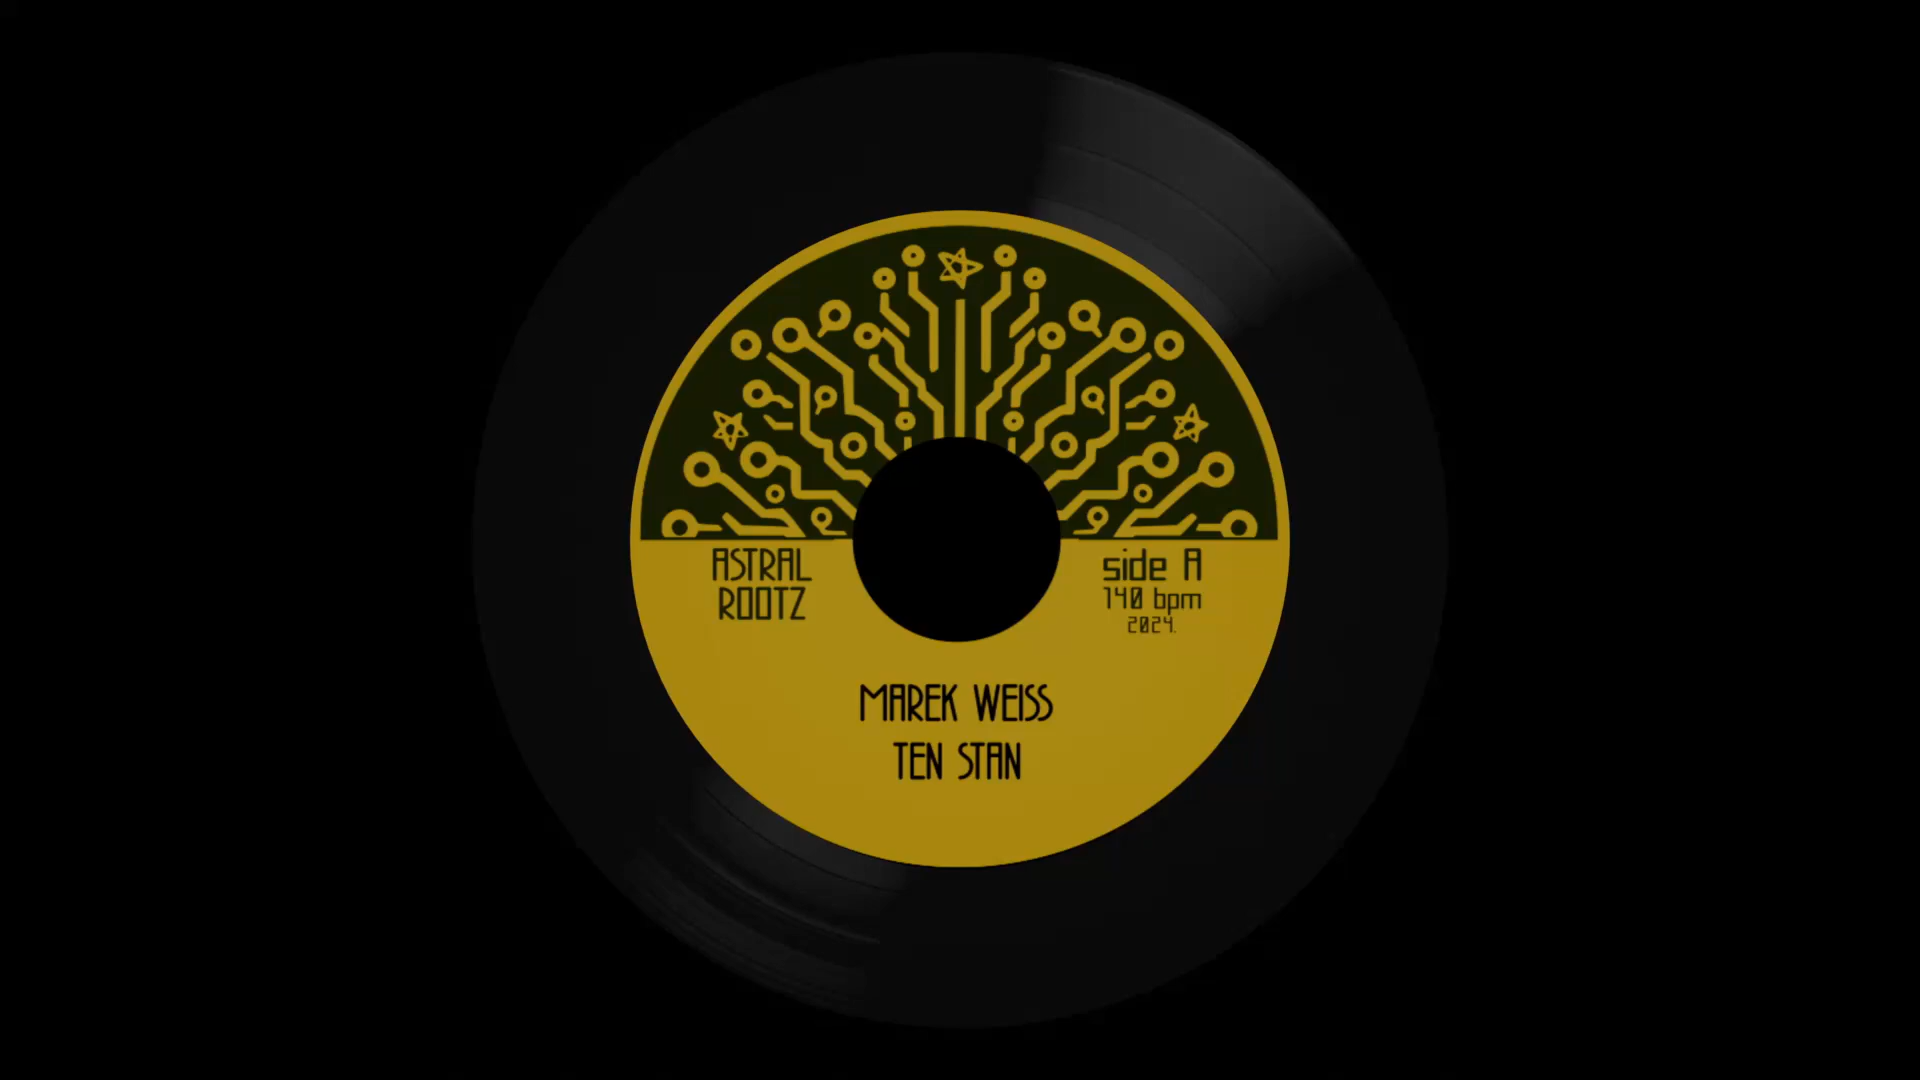 ASTRAL
ROOTZ
side A
140 bpm
2024.
MAREK WEISS
TEN STAN